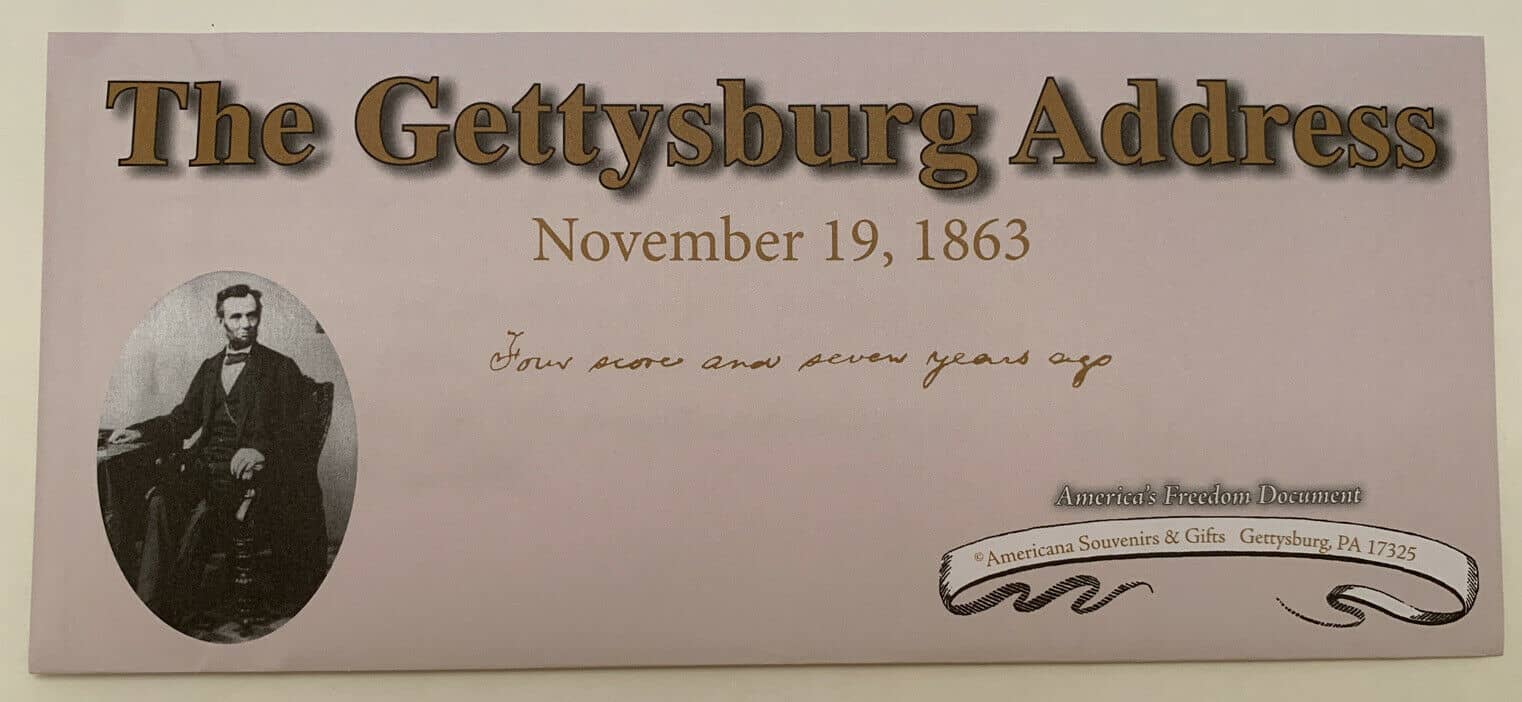 The Gettysburg Address
November 19, 1863
Four score and seven years ago
America's Freedom Document
©Americana Souvenirs & Gifts Gettysburg, PA 17325